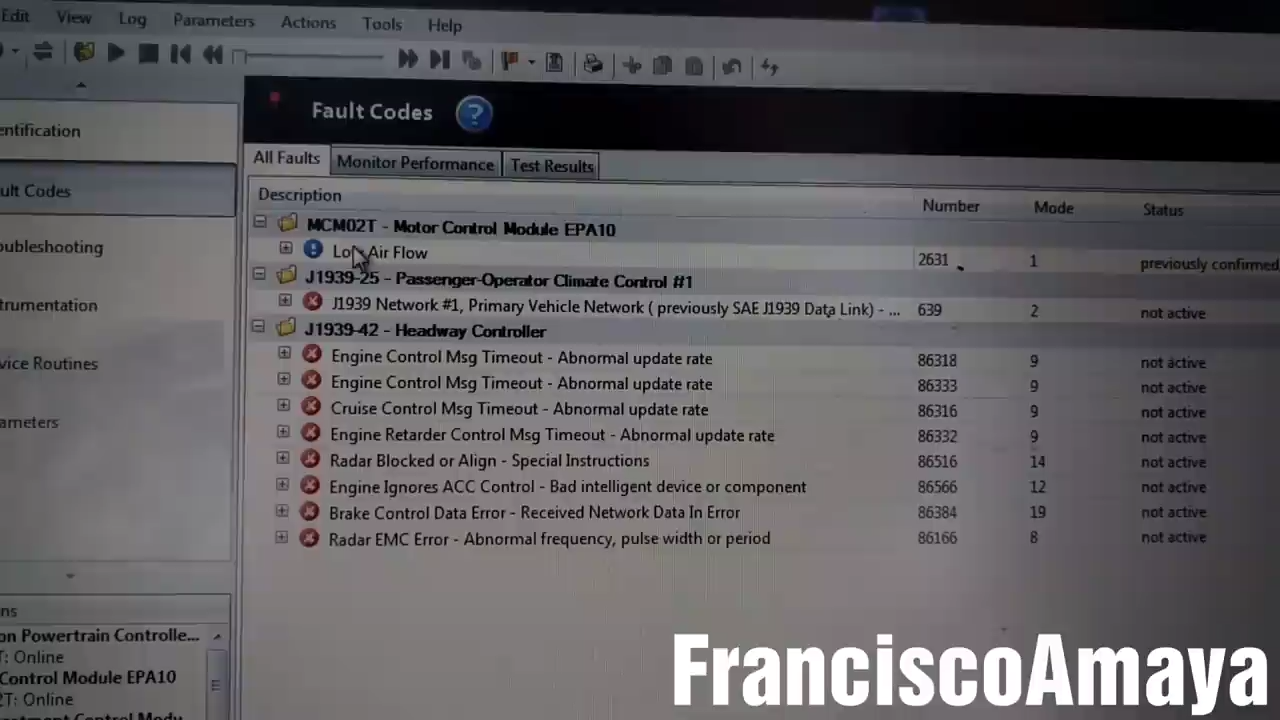 Edit View Log Parameters Actions Tools Help
entification
ult Codes
oubleshooting
trumentation
vice Routines
ameters
Fault Codes ?
All Faults Monitor Performance Test Results
Description Number Mode Status
MCM02T - Motor Control Module EPA10
Low Air Flow 2631 1 previously confirmed
J1939-25 - Passenger-Operator Climate Control #1
J1939 Network #1, Primary Vehicle Network ( previously SAE J1939 Data Link) - ... 639 2 not active
J1939-42 - Headway Controller
Engine Control Msg Timeout - Abnormal update rate 86318 9 not active
Engine Control Msg Timeout - Abnormal update rate 86333 9 not active
Cruise Control Msg Timeout - Abnormal update rate 86316 9 not active
Engine Retarder Control Msg Timeout - Abnormal update rate 86332 9 not active
Radar Blocked or Align - Special Instructions 86516 14 not active
Engine Ignores ACC Control - Bad intelligent device or component 86566 12 not active
Brake Control Data Error - Received Network Data In Error 86384 19 not active
Radar EMC Error - Abnormal frequency, pulse width or period 86166 8 not active
ns
on Powertrain Controlle...
T: Online
Control Module EPA10
2T: Online
FranciscoAmaya